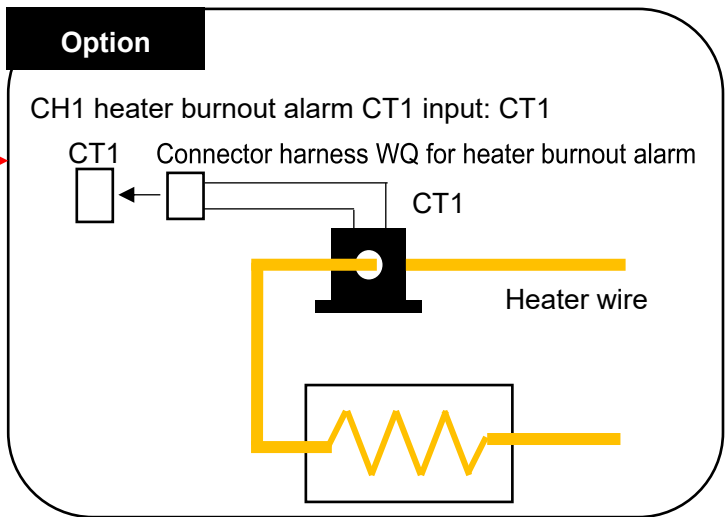 Option
CH1 heater burnout alarm CT1 input: CT1
CT1 Connector harness WQ for heater burnout alarm
CT1
Heater wire